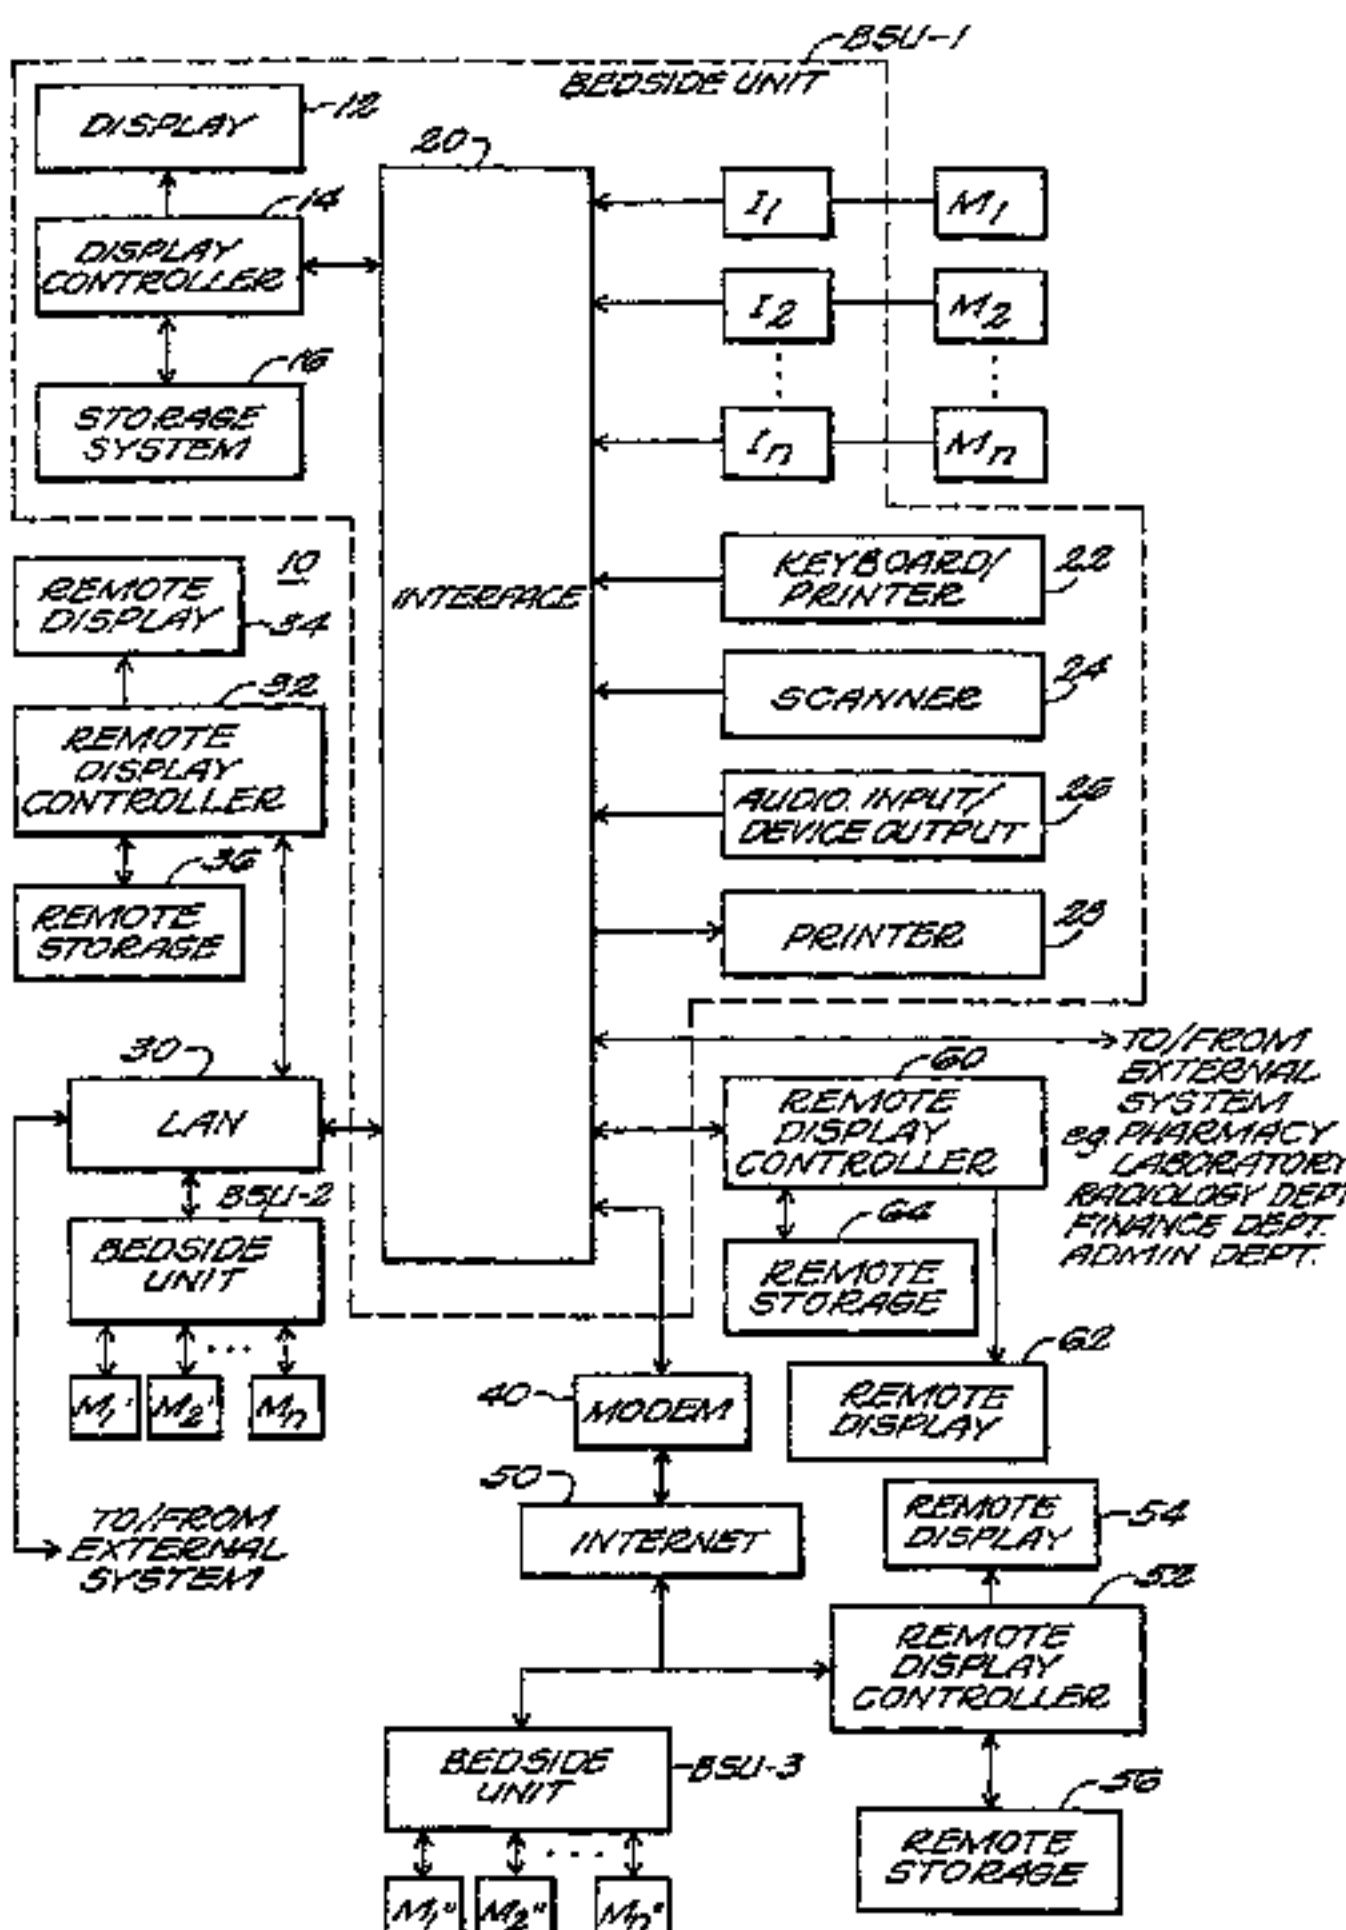 BSU-1
BEDSIDE UNIT
DISPLAY
12
20
14
DISPLAY
CONTROLLER
16
STORAGE
SYSTEM
INTERFACE
I1
M1
I2
M2
In
Mn
KEYBOARD/
PRINTER
22
SCANNER
24
AUDIO INPUT/
DEVICE OUTPUT
26
PRINTER
28
10
REMOTE
DISPLAY
34
32
REMOTE
DISPLAY
CONTROLLER
36
REMOTE
STORAGE
30
LAN
BSU-2
BEDSIDE
UNIT
M1'
M2'
Mn
TO/FROM
EXTERNAL
SYSTEM
TO/FROM
EXTERNAL
SYSTEM
eg. PHARMACY
LABORATORY
RADIOLOGY DEPT
FINANCE DEPT.
ADMIN DEPT.
60
REMOTE
DISPLAY
CONTROLLER
64
REMOTE
STORAGE
62
REMOTE
DISPLAY
40
MODEM
50
INTERNET
REMOTE
DISPLAY
54
52
REMOTE
DISPLAY
CONTROLLER
56
REMOTE
STORAGE
BEDSIDE
UNIT
BSU-3
M1"
M2"
Mn"